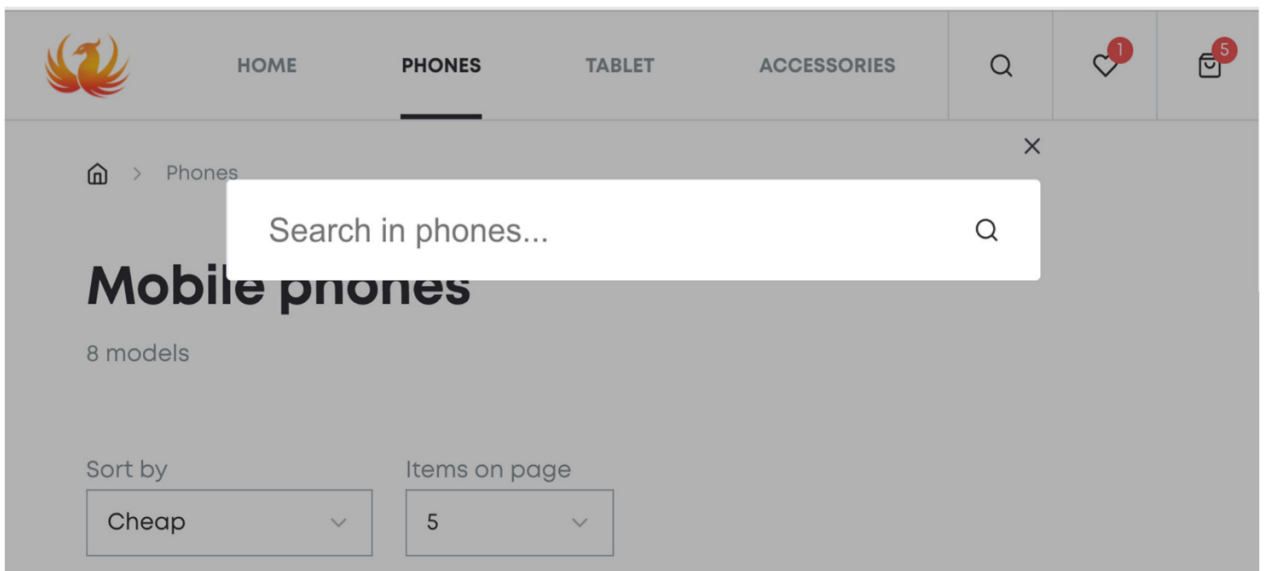 HOME PHONES TABLET ACCESSORIES 1 5
Phones
Search in phones...
Mobile phones
8 models
Sort by Items on page
Cheap 5